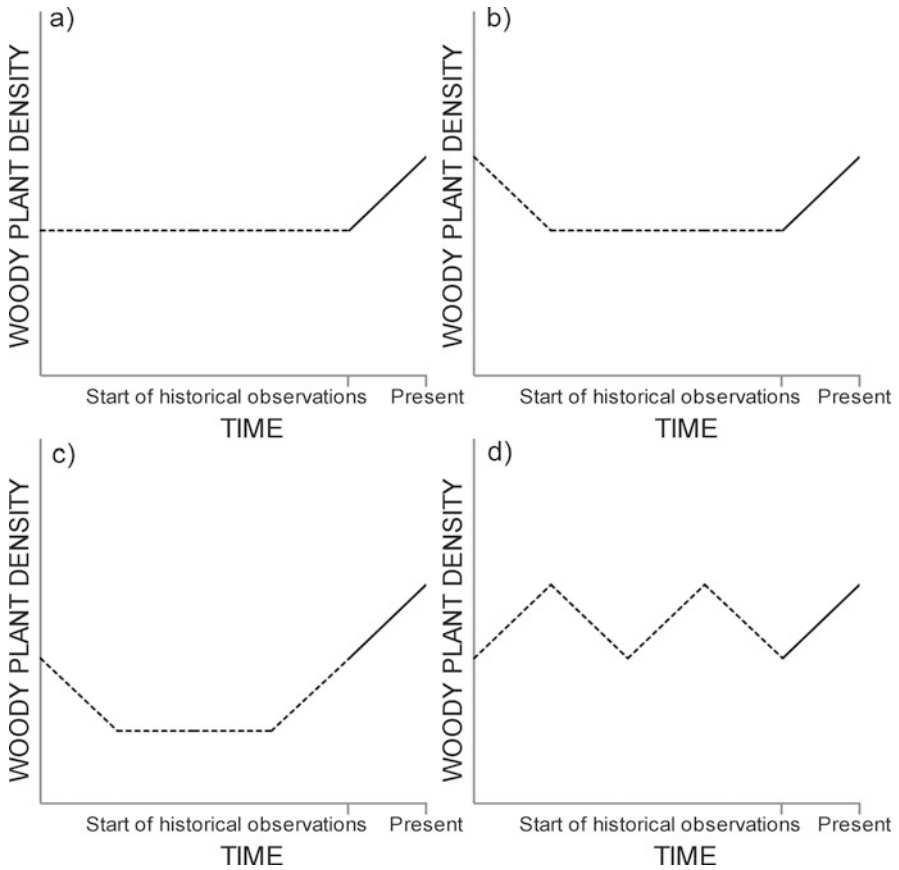 a)
WOODY PLANT DENSITY
Start of historical observations
Present
TIME
b)
WOODY PLANT DENSITY
Start of historical observations
Present
TIME
c)
WOODY PLANT DENSITY
Start of historical observations
Present
TIME
d)
WOODY PLANT DENSITY
Start of historical observations
Present
TIME